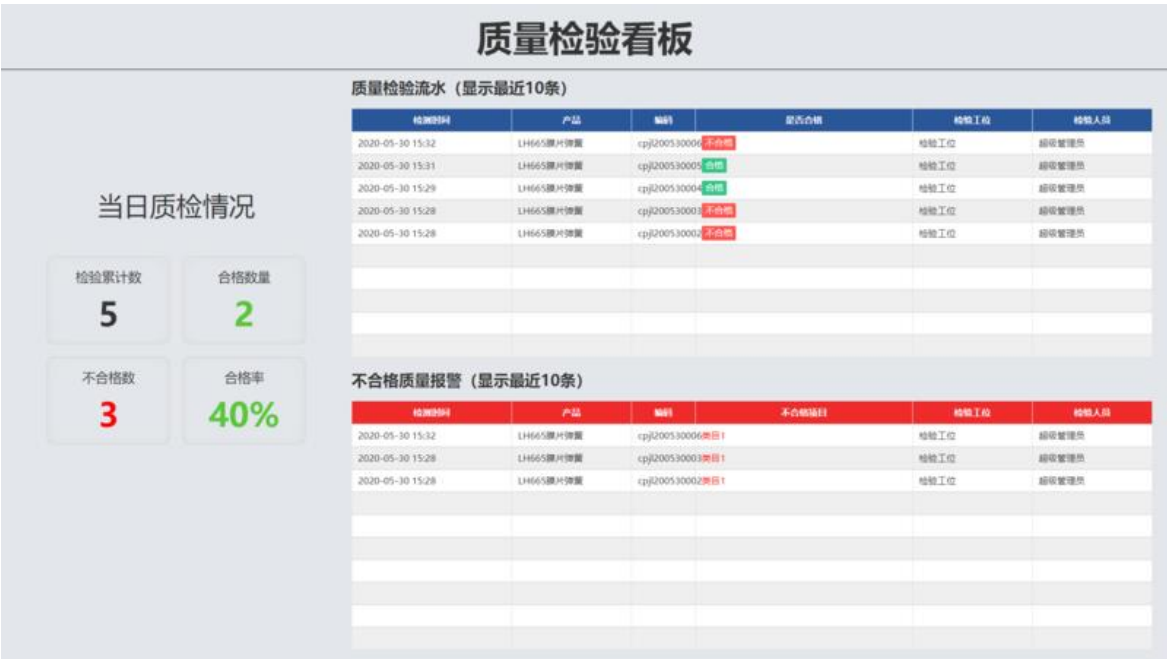 质量检验看板
当日质检情况
检验累计数 合格数量
5 2
不合格数 合格率
3 40%
质量检验流水（显示最近10条）
检测时间 产品 编码 是否合格 检验工位 检验人员
2020-05-30 15:32 LH665膜片弹簧 cpjl200530006 不合格 检验工位 超级管理员
2020-05-30 15:31 LH665膜片弹簧 cpjl200530005 合格 检验工位 超级管理员
2020-05-30 15:29 LH665膜片弹簧 cpjl200530004 合格 检验工位 超级管理员
2020-05-30 15:28 LH665膜片弹簧 cpjl200530003 不合格 检验工位 超级管理员
2020-05-30 15:28 LH665膜片弹簧 cpjl200530002 不合格 检验工位 超级管理员
不合格质量报警（显示最近10条）
检测时间 产品 编码 不合格项目 检验工位 检验人员
2020-05-30 15:32 LH665膜片弹簧 cpjl200530006 类目1 检验工位 超级管理员
2020-05-30 15:28 LH665膜片弹簧 cpjl200530003 类目1 检验工位 超级管理员
2020-05-30 15:28 LH665膜片弹簧 cpjl200530002 类目1 检验工位 超级管理员